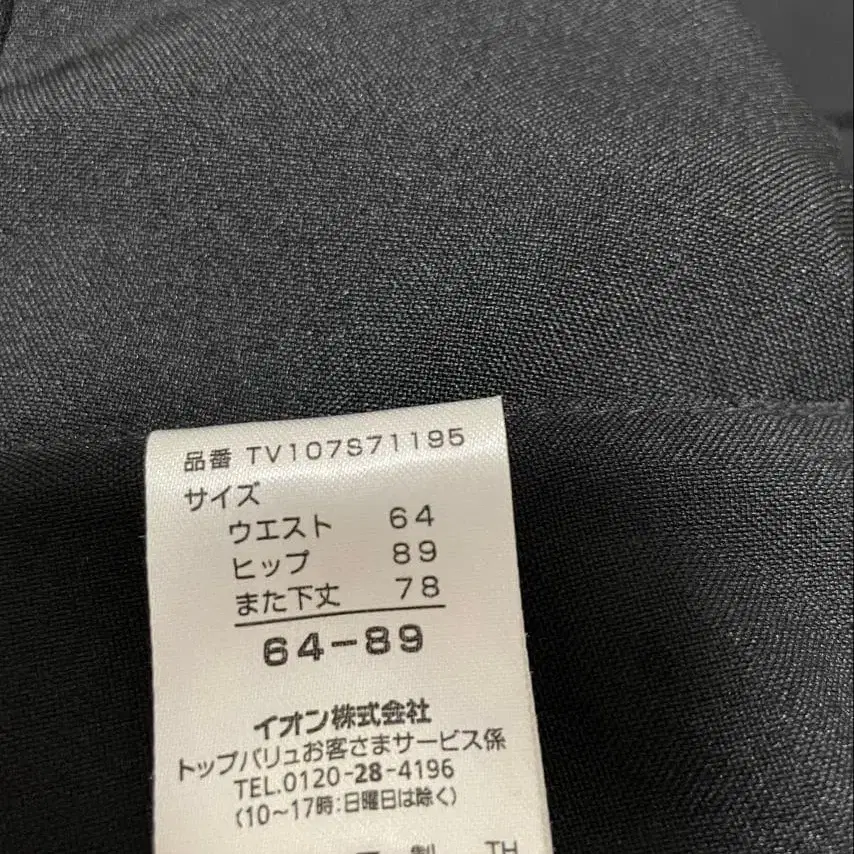 品番 TV107S71195
サイズ
ウエスト 64
ヒップ 89
また下丈 78
64-89
イオン株式会社
トップバリュお客さまサービス係
TEL.0120-28-4196
(10〜17時:日曜日は除く)
製 TH